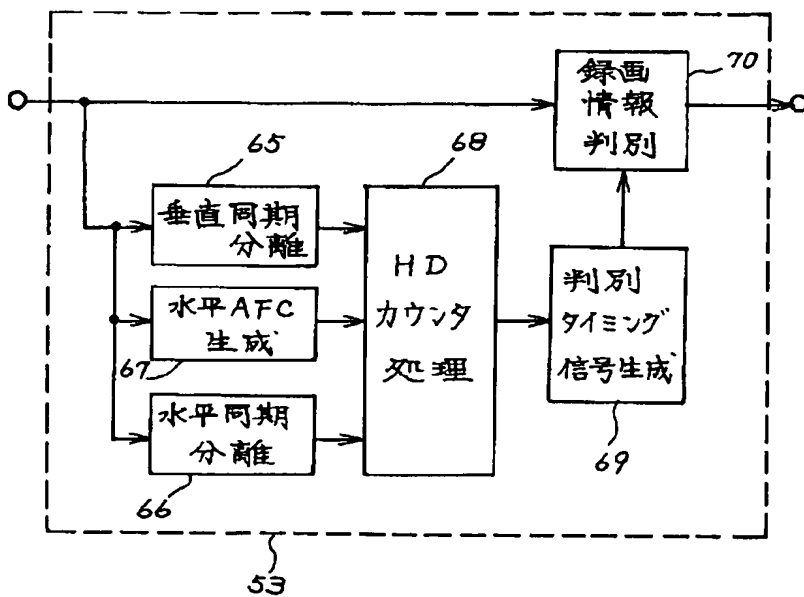 録画
情報
判別
70
65
68
垂直同期
分離
水平AFC
生成
67
水平同期
分離
66
HD
カウンタ
処理
判別
タイミング
信号生成
69
53